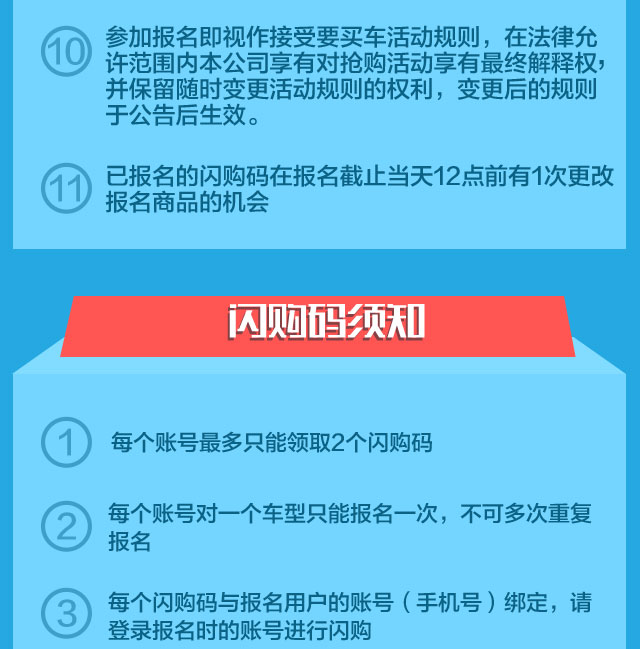 ⑩ 参加报名即视作接受要买车活动规则，在法律允
许范围内本公司享有对抢购活动享有最终解释权，
并保留随时变更活动规则的权利，变更后的规则
于公告后生效。
⑪ 已报名的闪购码在报名截止当天12点前有1次更改
报名商品的机会
闪购码须知
① 每个账号最多只能领取2个闪购码
② 每个账号对一个车型只能报名一次，不可多次重复
报名
③ 每个闪购码与报名用户的账号（手机号）绑定，请
登录报名时的账号进行闪购